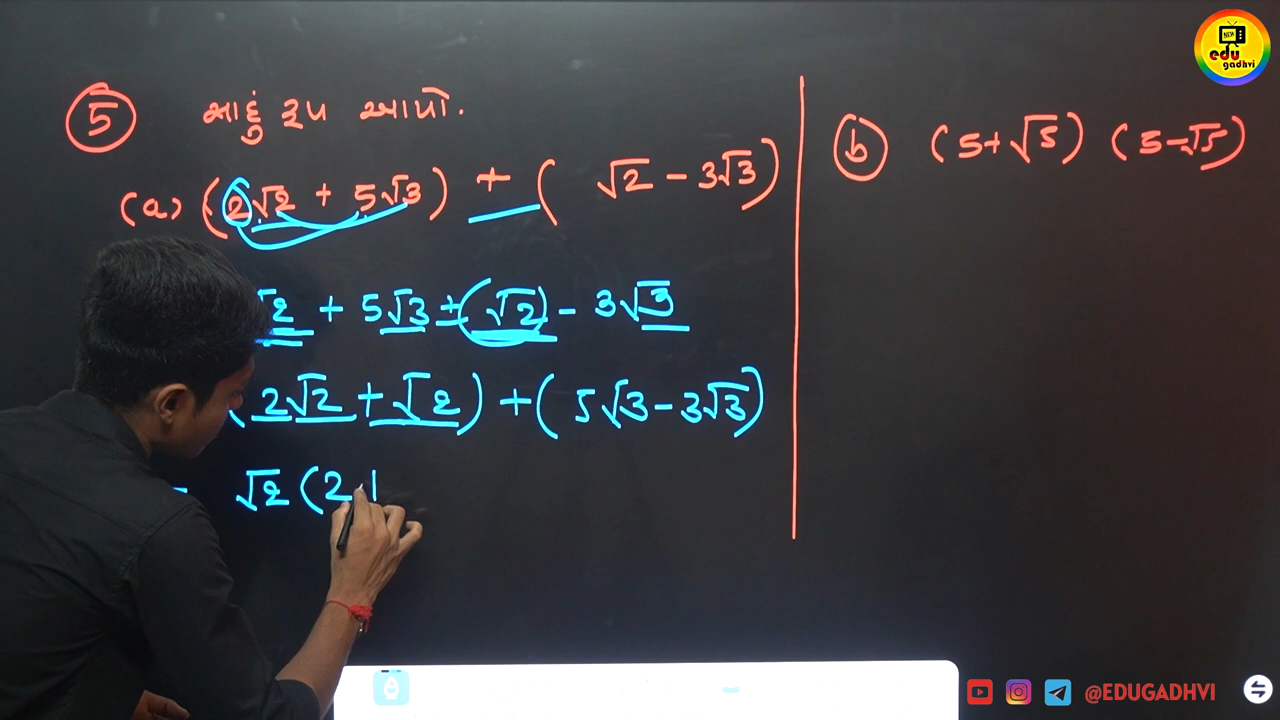 5 સાદું રૂપ આપો.
(a) (2√2 + 5√3) + ( √2 - 3√3)
√2 + 5√3 + (√2) - 3√3
(2√2 + √2) + (5√3 - 3√3)
= √2 (2 +
b (5+√5) (5-√5)
NEW
edu
gadhvi
@EDUGADHVI